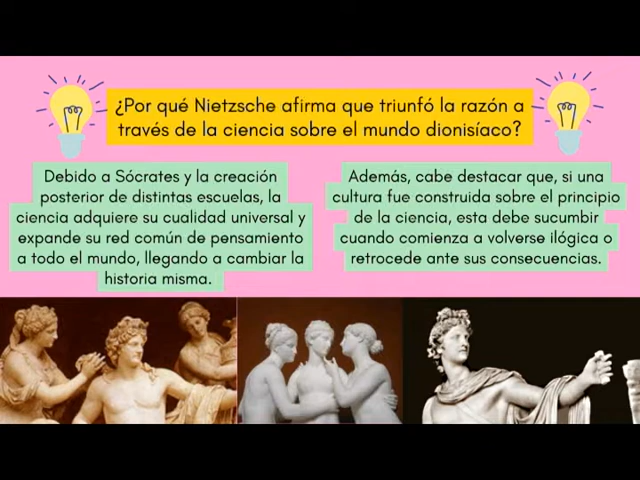 ¿Por qué Nietzsche afirma que triunfó la razón a
través de la ciencia sobre el mundo dionisíaco?
Debido a Sócrates y la creación
posterior de distintas escuelas, la
ciencia adquiere su cualidad universal y
expande su red común de pensamiento
a todo el mundo, llegando a cambiar la
historia misma.
Además, cabe destacar que, si una
cultura fue construida sobre el principio
de la ciencia, esta debe sucumbir
cuando comienza a volverse ilógica o
retrocede ante sus consecuencias.